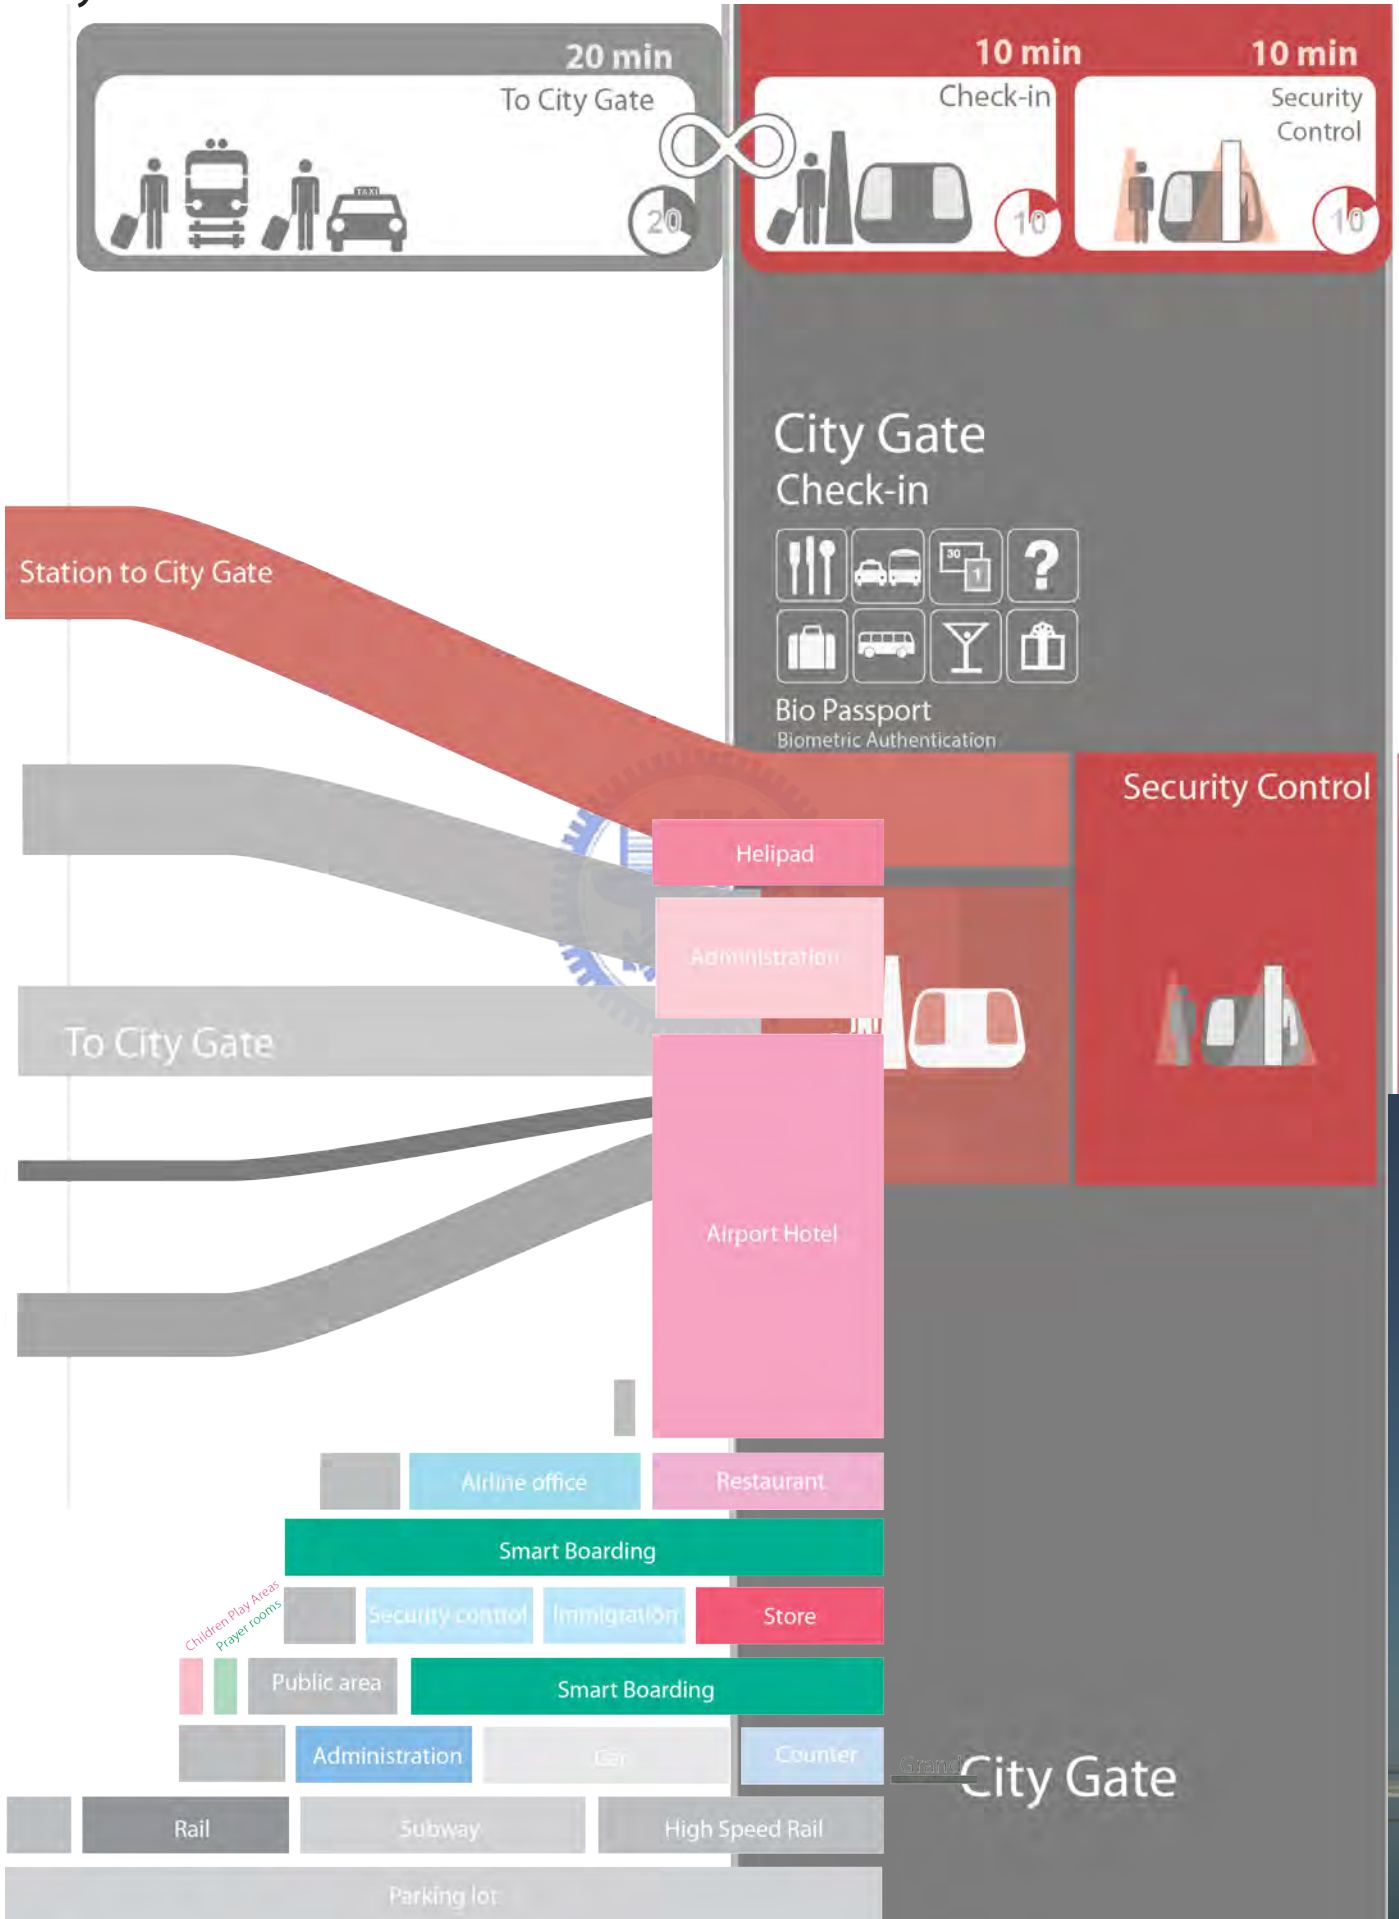 20 min
10 min
10 min
To City Gate
Check-in
Security
Control
TAXI
20
10
10
City Gate
Check-in
30
1
?
Station to City Gate
Bio Passport
Biometric Authentication
Security Control
Helipad
Administration
To City Gate
Airport Hotel
Airline office
Restaurant
Smart Boarding
Children Play Areas
Prayer rooms
Security control
Immigration
Store
Public area
Smart Boarding
Administration
Car
Counter
Grand
City Gate
Rail
Subway
High Speed Rail
Parking lot